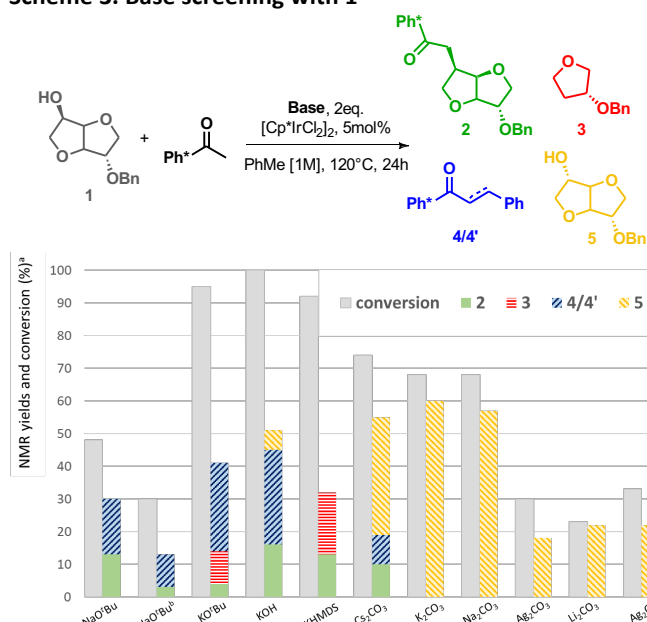 Scheme 3. Base screening with 1
Ph*
O
HO
O
O
OBn
1
+
O
Ph*
Base, 2eq.
[Cp*IrCl₂]₂, 5mol%
PhMe [1M], 120°C, 24h
O
O
2
OBn
O
OBn
3
O
Ph*
Ph
4/4'
HO
O
O
5
OBn
NMR yields and conversion (%)ᵃ
100
90
80
70
60
50
40
30
20
10
0
conversion 2 3 4/4' 5
NaOᵗBu
NaOᵗBuᵇ
KOᵗBu
KOH
KHMDS
Cs₂CO₃
K₂CO₃
Na₂CO₃
Ag₂CO₃
Li₂CO₃